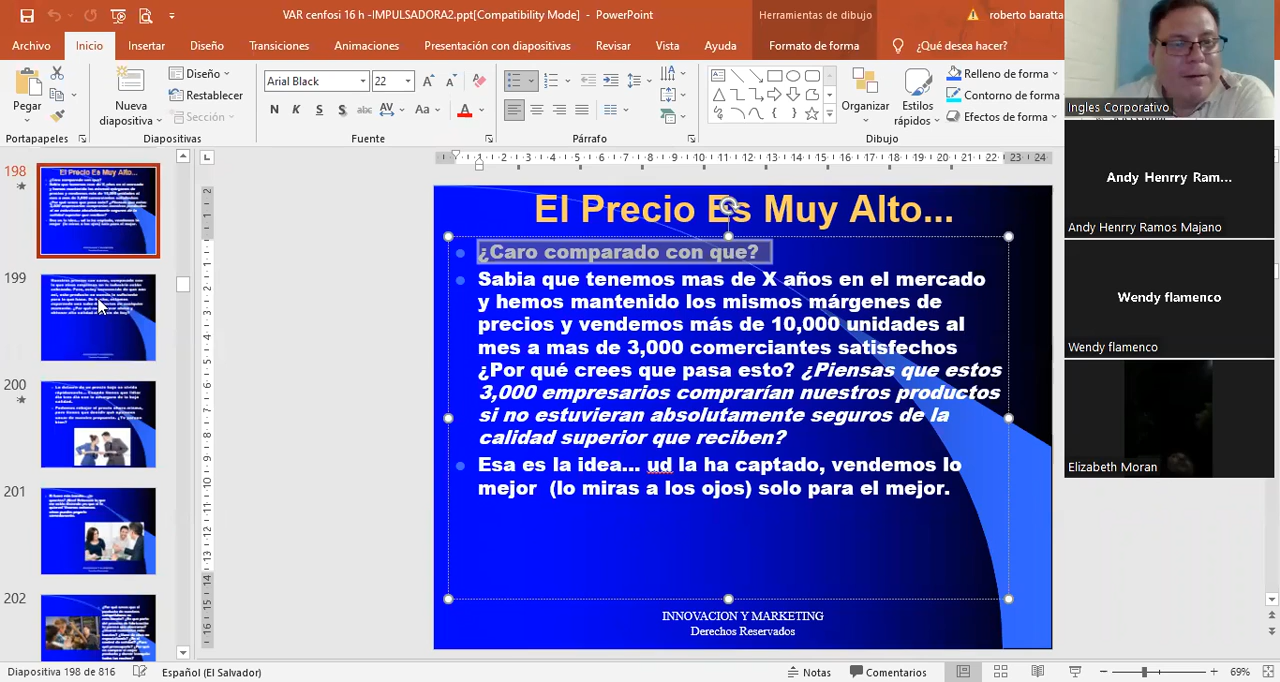 VAR cenfosi 16 h -IMPULSADORA2.ppt[Compatibility Mode] - PowerPoint
Herramientas de dibujo
roberto baratta
Archivo Inicio Insertar Diseño Transiciones Animaciones Presentación con diapositivas Revisar Vista Ayuda Formato de forma ¿Qué desea hacer?
Pegar
Nueva
diapositiva
Diseño
Restablecer
Sección
Arial Black 22
N K S S abc AV Aa A
Organizar
Estilos
rápidos
Relleno de forma
Contorno de forma
Efectos de forma
Portapapeles Diapositivas Fuente Párrafo Dibujo
Ingles Corporativo
Andy Henrry Ram...
Andy Henrry Ramos Majano
Wendy flamenco
Wendy flamenco
Elizabeth Moran
198
El Precio Es Muy Alto...
199
200
201
202
El Precio Es Muy Alto...
¿Caro comparado con que?
Sabia que tenemos mas de X años en el mercado
y hemos mantenido los mismo márgenes de
precios y vendemos más de 10,000 unidades al
mes a mas de 3,000 comerciantes satisfechos
¿Por qué crees que pasa esto? ¿Piensas que estos
3,000 empresarios comprarían nuestros productos
si no estuvieran absolutamente seguros de la
calidad superior que reciben?
Esa es la idea... ud la ha captado, vendemos lo
mejor (lo miras a los ojos) solo para el mejor.
INNOVACION Y MARKETING
Derechos Reservados
Diapositiva 198 de 816 Español (El Salvador) Notas Comentarios 69%